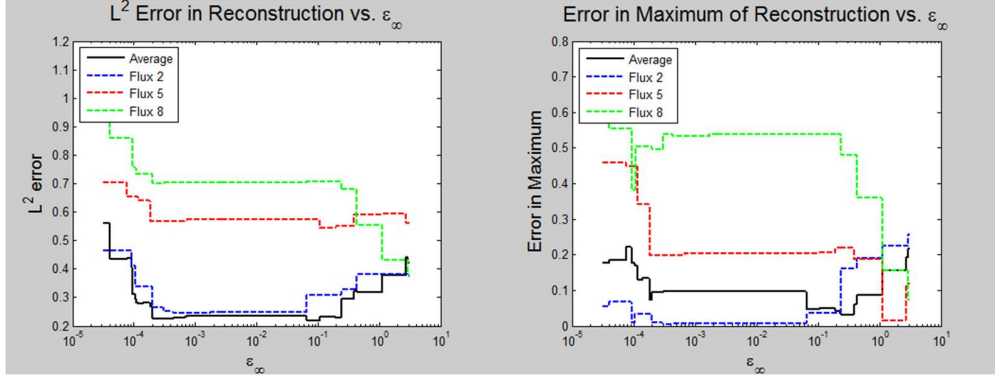 L² Error in Reconstruction vs. ε∞
1.2
1.1
1
0.9
0.8
0.7
0.6
0.5
0.4
0.3
0.2
L² error
Average
Flux 2
Flux 5
Flux 8
10⁻⁵ 10⁻⁴ 10⁻³ 10⁻² 10⁻¹ 10⁰ 10¹
ε∞
Error in Maximum of Reconstruction vs. ε∞
0.8
0.7
0.6
0.5
0.4
0.3
0.2
0.1
0
Error in Maximum
Average
Flux 2
Flux 5
Flux 8
10⁻⁵ 10⁻⁴ 10⁻³ 10⁻² 10⁻¹ 10⁰ 10¹
ε∞